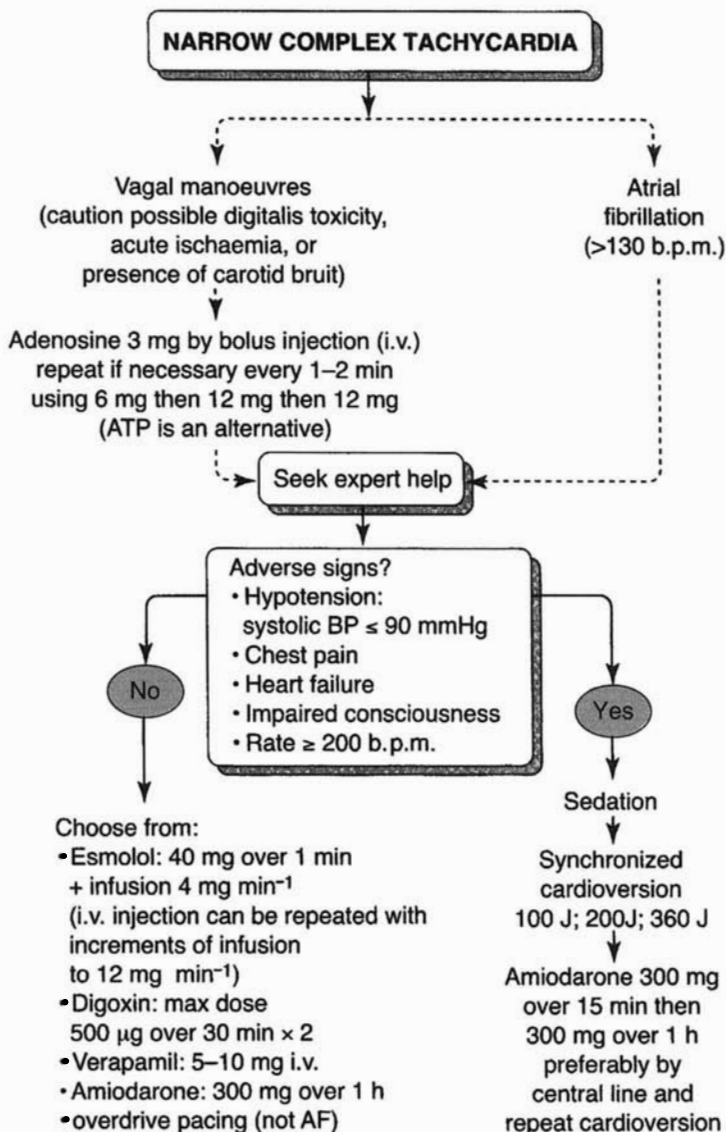 NARROW COMPLEX TACHYCARDIA
Vagal manoeuvres
(caution possible digitalis toxicity,
acute ischaemia, or
presence of carotid bruit)
Atrial
fibrillation
(>130 b.p.m.)
Adenosine 3 mg by bolus injection (i.v.)
repeat if necessary every 1–2 min
using 6 mg then 12 mg then 12 mg
(ATP is an alternative)
Seek expert help
Adverse signs?
• Hypotension:
systolic BP ≤ 90 mmHg
• Chest pain
• Heart failure
• Impaired consciousness
• Rate ≥ 200 b.p.m.
No
Yes
Choose from:
• Esmolol: 40 mg over 1 min
+ infusion 4 mg min⁻¹
(i.v. injection can be repeated with
increments of infusion
to 12 mg min⁻¹)
• Digoxin: max dose
500 µg over 30 min × 2
• Verapamil: 5–10 mg i.v.
• Amiodarone: 300 mg over 1 h
• overdrive pacing (not AF)
Sedation
Synchronized
cardioversion
100 J; 200J; 360 J
Amiodarone 300 mg
over 15 min then
300 mg over 1 h
preferably by
central line and
repeat cardioversion